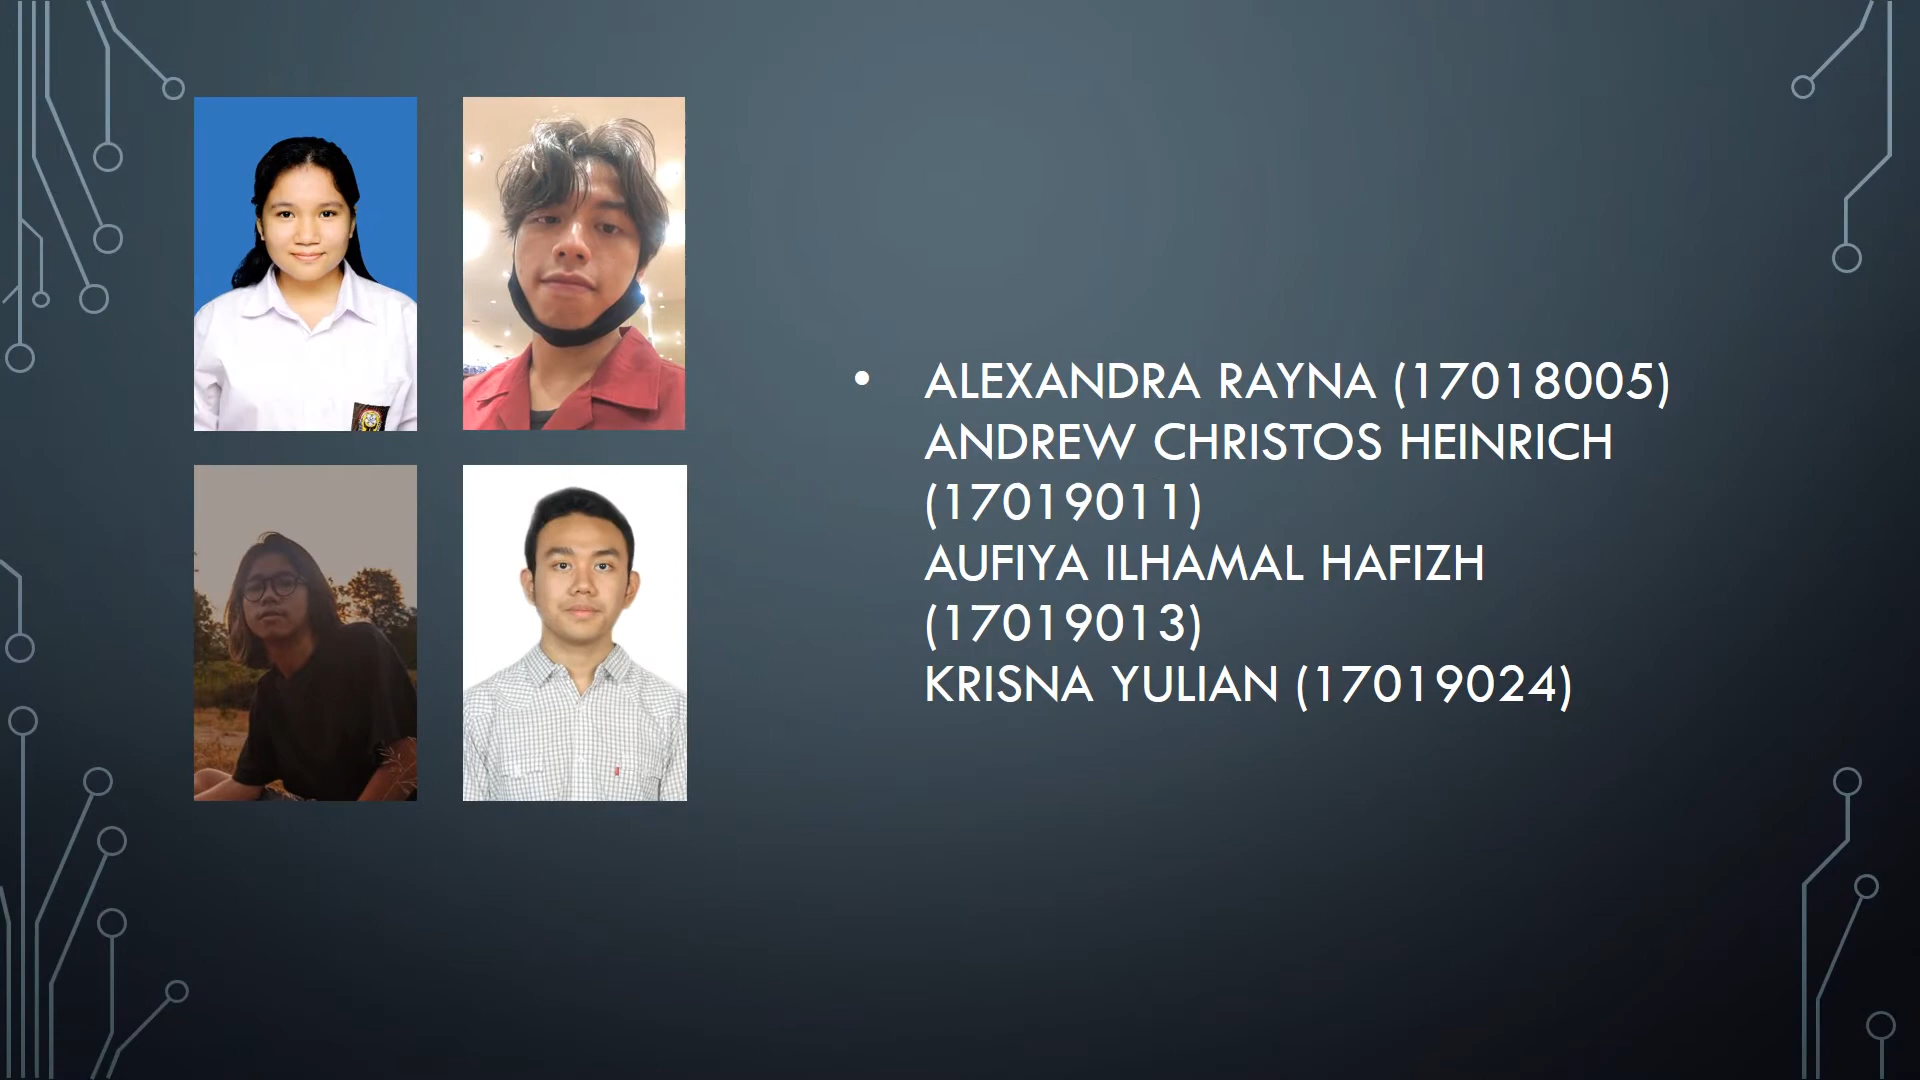 ALEXANDRA RAYNA (17018005)
ANDREW CHRISTOS HEINRICH
(17019011)
AUFIYA ILHAMAL HAFIZH
(17019013)
KRISNA YULIAN (17019024)